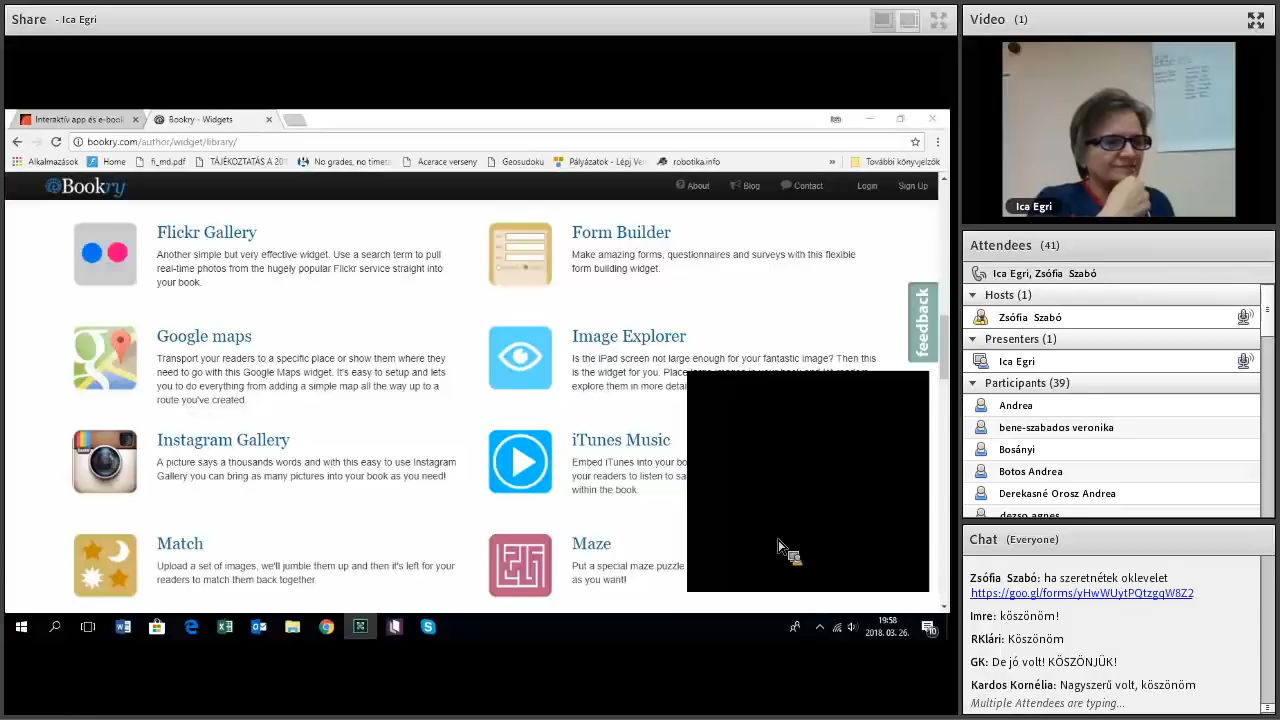 Share - Ica Egri
Interaktív app és e-book
Bookry - Widgets
bookry.com/author/widget/library/
Alkalmazások
Home
fi_md.pdf
TÁJÉKOZTATÁS A 201
No grades, no timeta
Acerace verseny
Geosudoku
Pályázatok - Lépj Ve
robotika.info
»
További könyvjelzők
Bookry
About
Blog
Contact
Login
Sign Up
Flickr Gallery
Another simple but very effective widget. Use a search term to pull
real-time photos from the hugely popular Flickr service straight into
your book.
Form Builder
Make amazing forms, questionnaires and surveys with this flexible
form building widget.
feedback
Google maps
Transport your readers to a specific place or show them where they
need to go with this Google Maps widget. It's easy to setup and lets
you to do everything from adding a simple map all the way up to a
route you've created.
Image Explorer
Is the iPad screen not large enough for your fantastic image? Then this
is the widget for you. Place
explore them in more detai
Instagram Gallery
A picture says a thousands words and with this easy to use Instagram
Gallery you can bring as many pictures into your book as you need!
iTunes Music
Embed iTunes into your bo
your readers to listen to sa
within the book.
Match
Upload a set of images, we'll jumble them up and then it's left for your
readers to match them back together
Maze
Put a special maze puzzle
as you want!
19:58
2018. 03. 26.
10
Video (1)
Ica Egri
Attendees (41)
Ica Egri, Zsófia Szabó
Hosts (1)
Zsófia Szabó
Presenters (1)
Ica Egri
Participants (39)
Andrea
bene-szabados veronika
Bosányi
Botos Andrea
Derekasné Orosz Andrea
dezso agnes
Chat (Everyone)
Zsófia Szabó: ha szeretnétek oklevelet
https://goo.gl/forms/yHwWUytPQtzgqW8Z2
Imre: köszönöm!
RKlári: Köszönöm
GK: De jó volt! KÖSZÖNJÜK!
Kardos Kornélia: Nagyszerű volt, köszönöm
Multiple Attendees are typing...